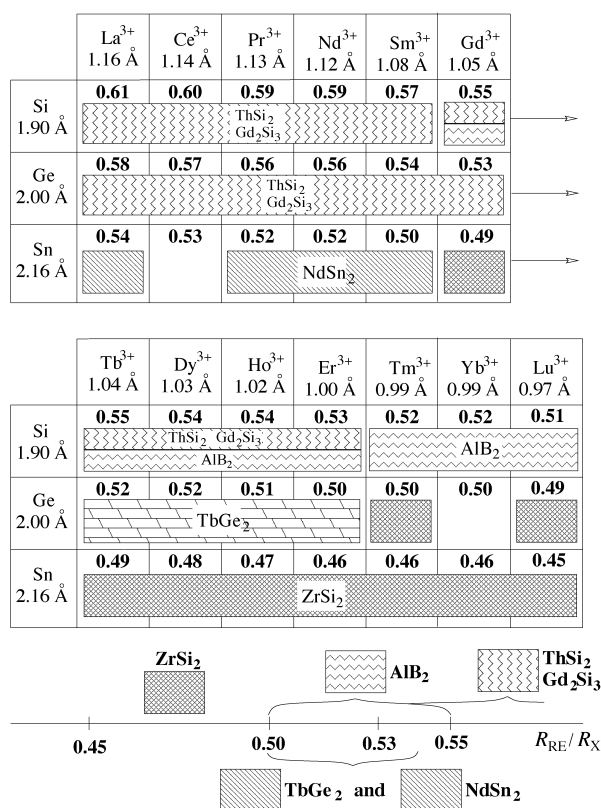 La3+ Ce3+ Pr3+ Nd3+ Sm3+ Gd3+
1.16 Å 1.14 Å 1.13 Å 1.12 Å 1.08 Å 1.05 Å
Si 0.61 0.60 0.59 0.59 0.57 0.55
1.90 Å
ThSi2
Gd2Si3
Ge 0.58 0.57 0.56 0.56 0.54 0.53
2.00 Å
ThSi2
Gd2Si3
Sn 0.54 0.53 0.52 0.52 0.50 0.49
2.16 Å
NdSn2
Tb3+ Dy3+ Ho3+ Er3+ Tm3+ Yb3+ Lu3+
1.04 Å 1.03 Å 1.02 Å 1.00 Å 0.99 Å 0.99 Å 0.97 Å
Si 0.55 0.54 0.54 0.53 0.52 0.52 0.51
1.90 Å
ThSi2 Gd2Si3
AlB2
AlB2
Ge 0.52 0.52 0.51 0.50 0.50 0.50 0.49
2.00 Å
TbGe2
Sn 0.49 0.48 0.47 0.46 0.46 0.46 0.45
2.16 Å
ZrSi2
ZrSi2
AlB2
ThSi2
Gd2Si3
0.45 0.50 0.53 0.55 RRE/RX
TbGe2 and NdSn2